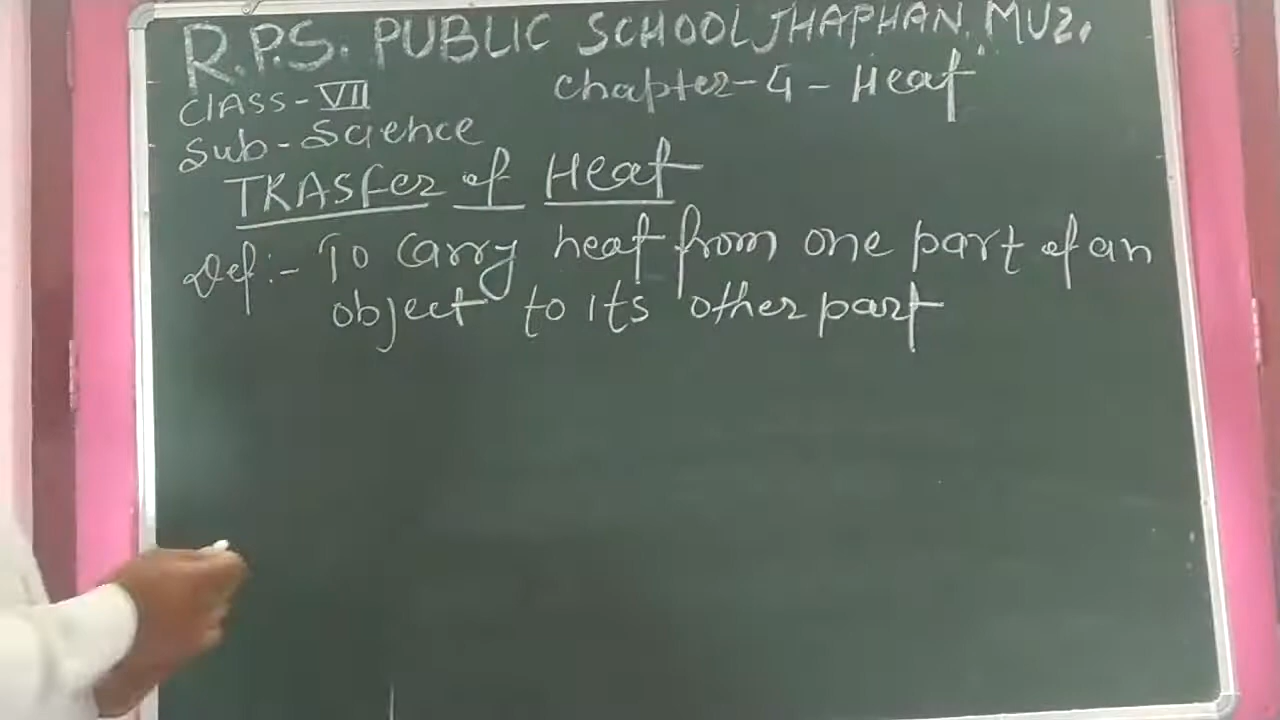 R.P.S. PUBLIC SCHOOL JHAPHAN, MUZ.
CLASS - VII
Chapter - 4 - Heat
Sub - Science
TRASfer of Heat
Def:- To Carry heat from one part of an
object to its other part